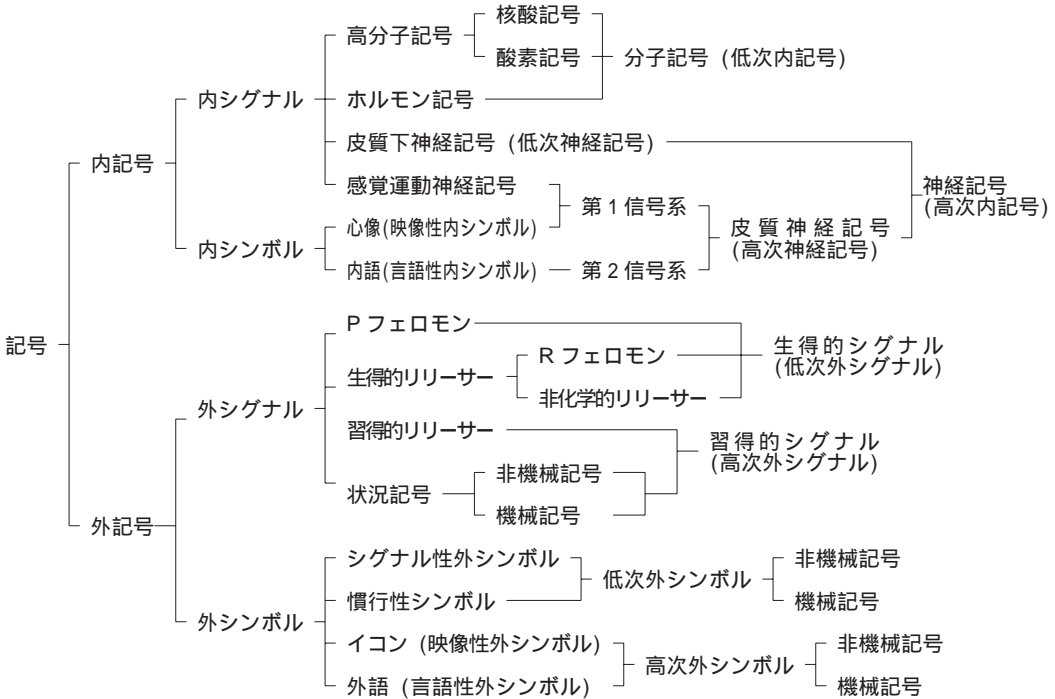 核酸記号
高分子記号
酸素記号
分子記号 (低次内記号)
内シグナル
ホルモン記号
皮質下神経記号 (低次神経記号)
内記号
感覚運動神経記号
第1信号系
神経記号
(高次内記号)
心像(映像性内シンボル)
皮質神経記号
(高次神経記号)
内シンボル
内語(言語性内シンボル)
第2信号系
記号
Pフェロモン
生得的シグナル
(低次外シグナル)
Rフェロモン
生得的リリーサー
非化学的リリーサー
外シグナル
習得的リリーサー
習得的シグナル
(高次外シグナル)
非機械記号
状況記号
機械記号
外記号
シグナル性外シンボル
非機械記号
低次外シンボル
慣行性シンボル
機械記号
外シンボル
イコン (映像性外シンボル)
非機械記号
高次外シンボル
外語 (言語性外シンボル)
機械記号